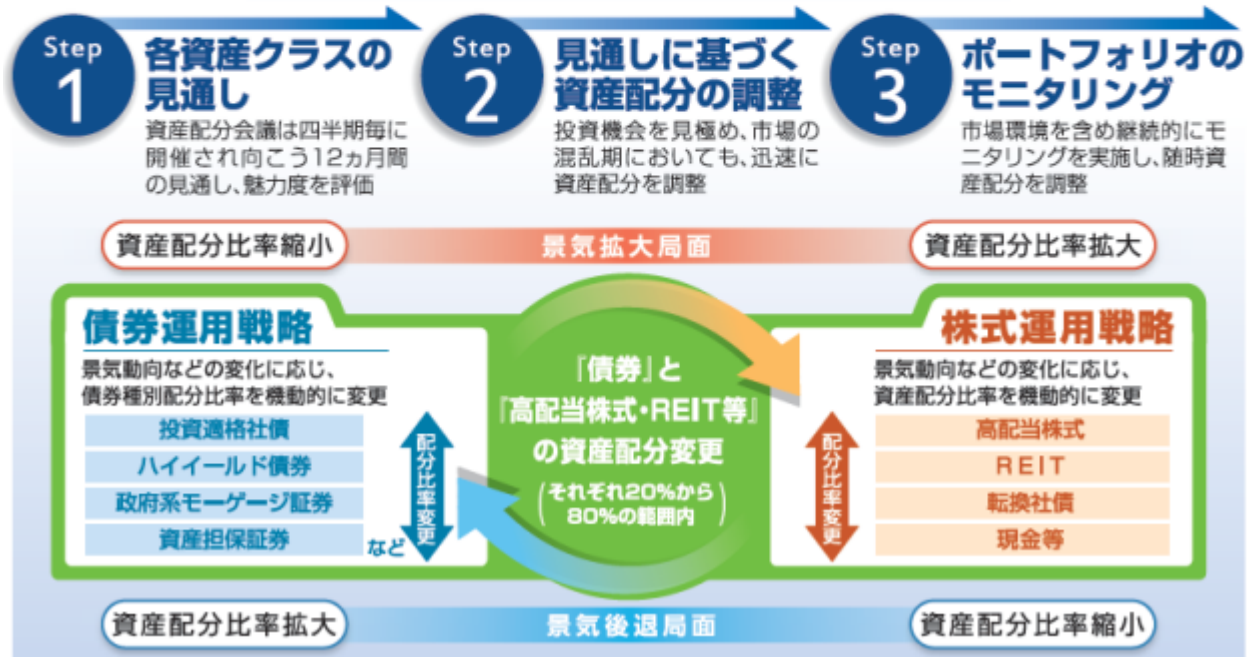 Step
1
各資産クラスの
見通し
資産配分会議は四半期毎に
開催され向こう12ヵ月間
の見通し、魅力度を評価
Step
2
見通しに基づく
資産配分の調整
投資機会を見極め、市場の
混乱期においても、迅速に
資産配分を調整
Step
3
ポートフォリオの
モニタリング
市場環境を含め継続的にモ
ニタリングを実施し、随時資
産配分を調整
資産配分比率縮小
景気拡大局面
資産配分比率拡大
債券運用戦略
景気動向などの変化に応じ、
債券種別配分比率を機動的に変更
投資適格社債
ハイイールド債券
政府系モーゲージ証券
資産担保証券
など
配分比率変更
『債券』と
『高配当株式・REIT等』
の資産配分変更
(それぞれ20%から
80%の範囲内)
株式運用戦略
景気動向などの変化に応じ、
資産配分比率を機動的に変更
配分比率変更
高配当株式
REIT
転換社債
現金等
資産配分比率拡大
景気後退局面
資産配分比率縮小